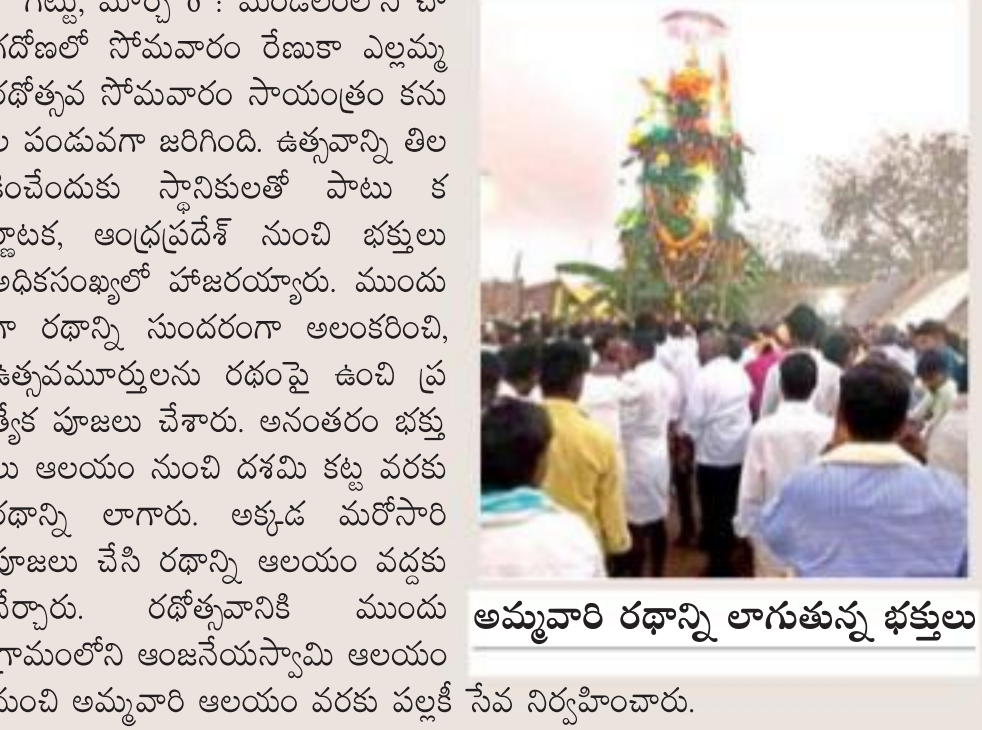 గట్టు, మార్చి 6 : మండలంలోని చా
గదోణలో సోమవారం రేణుకా ఎల్లమ్మ
రథోత్సవ సోమవారం సాయంత్రం కను
ల పండువగా జరిగింది. ఉత్సవాన్ని తిల
కించేందుకు స్థానికులతో పాటు క
ర్ణాటక, ఆంధ్రప్రదేశ్ నుంచి భక్తులు
అధికసంఖ్యలో హాజరయ్యారు. ముందు
గా రథాన్ని సుందరంగా అలంకరించి,
ఉత్సవమూర్తులను రథంపై ఉంచి ప్ర
త్యేక పూజలు చేశారు. అనంతరం భక్తు
లు ఆలయం నుంచి దశమి కట్ట వరకు
రథాన్ని లాగారు. అక్కడ మరోసారి
పూజలు చేసి రథాన్ని ఆలయం వద్దకు
చేర్చారు. రథోత్సవానికి ముందు
గ్రామంలోని ఆంజనేయస్వామి ఆలయం
నుంచి అమ్మవారి ఆలయం వరకు పల్లకీ సేవ నిర్వహించారు.
అమ్మవారి రథాన్ని లాగుతున్న భక్తులు